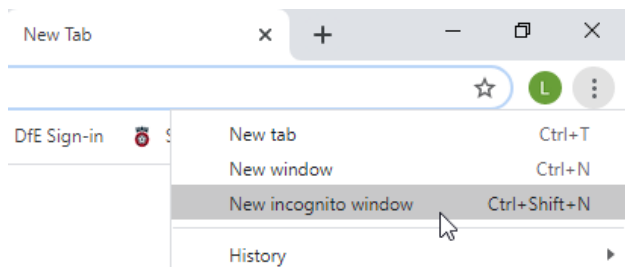 New Tab
L
DfE Sign-in
New tab Ctrl+T
New window Ctrl+N
New incognito window Ctrl+Shift+N
History